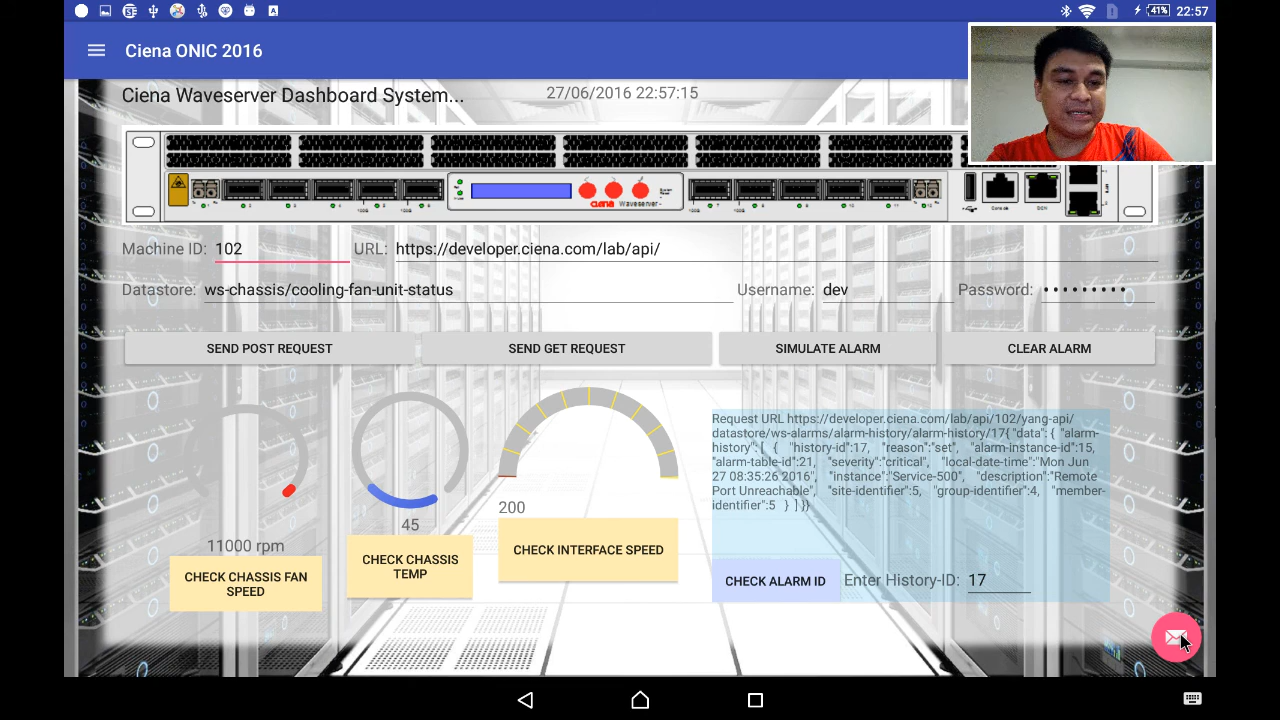 41% 22:57
Ciena ONIC 2016
Ciena Waveserver Dashboard System... 27/06/2016 22:57:15
ciena Waveserver
Machine ID: 102 URL: https://developer.ciena.com/lab/api/
Datastore: ws-chassis/cooling-fan-unit-status Username: dev Password: •••••••••
SEND POST REQUEST SEND GET REQUEST SIMULATE ALARM CLEAR ALARM
Request URL https://developer.ciena.com/lab/api/102/yang-api/
datastore/ws-alarms/alarm-history/alarm-history/17{ "data": { "alarm-
history": [ { "history-id":17, "reason":"set", "alarm-instance-id":15,
"alarm-table-id":21, "severity":"critical", "local-date-time":"Mon Jun
27 08:35:26 2016", "instance":"Service-500", "description":"Remote
Port Unreachable", "site-identifier":5, "group-identifier":4, "member-
identifier":5 } ] }}
11000 rpm
CHECK CHASSIS FAN
SPEED
45
CHECK CHASSIS
TEMP
200
CHECK INTERFACE SPEED
CHECK ALARM ID Enter History-ID: 17